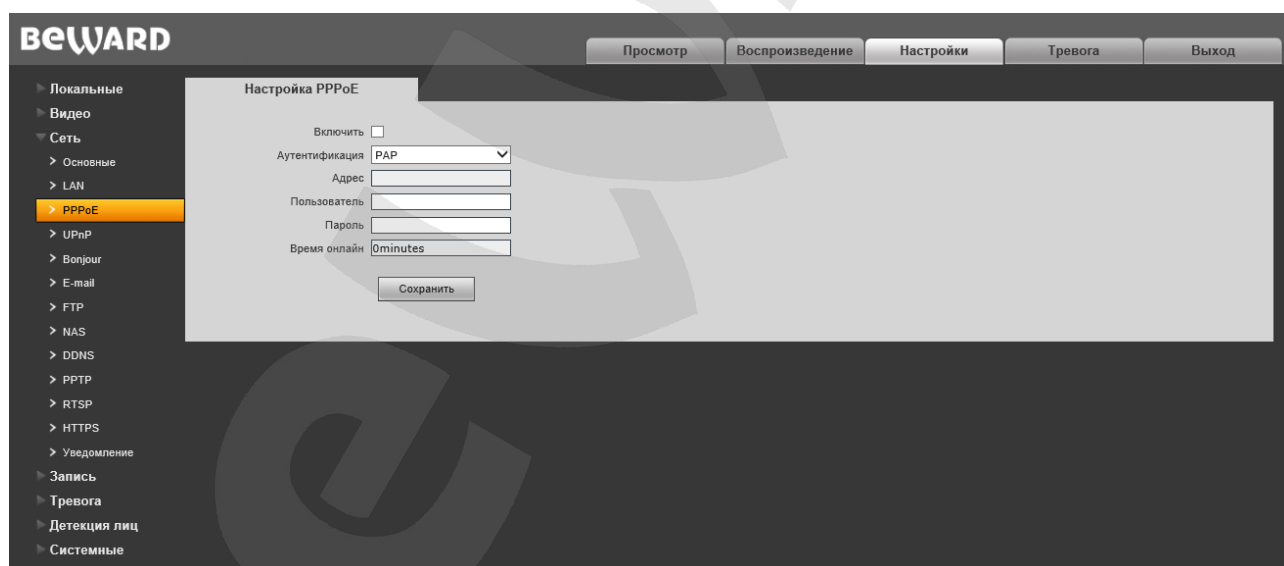 BEWARD
Просмотр
Воспроизведение
Настройки
Тревога
Выход
Локальные
Видео
Сеть
Основные
LAN
PPPoE
UPnP
Bonjour
E-mail
FTP
NAS
DDNS
PPTP
RTSP
HTTPS
Уведомление
Запись
Тревога
Детекция лиц
Системные
Настройка PPPoE
Включить
Аутентификация PAP
Адрес
Пользователь
Пароль
Время онлайн 0minutes
Сохранить